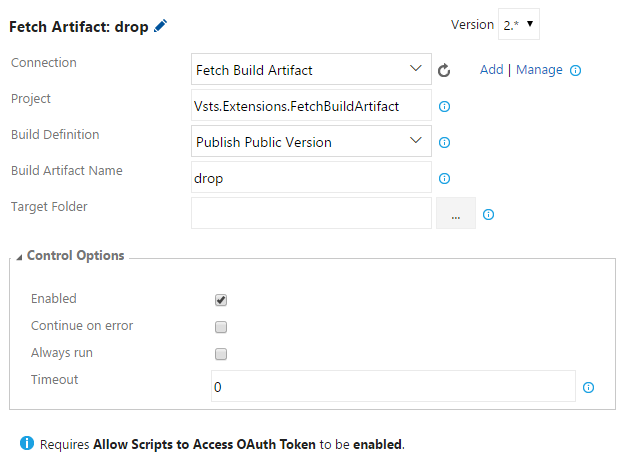 Fetch Artifact: drop Version 2.*
Connection Fetch Build Artifact Add | Manage
Project Vsts.Extensions.FetchBuildArtifact
Build Definition Publish Public Version
Build Artifact Name drop
Target Folder ...
Control Options
Enabled
Continue on error
Always run
Timeout 0
Requires Allow Scripts to Access OAuth Token to be enabled.